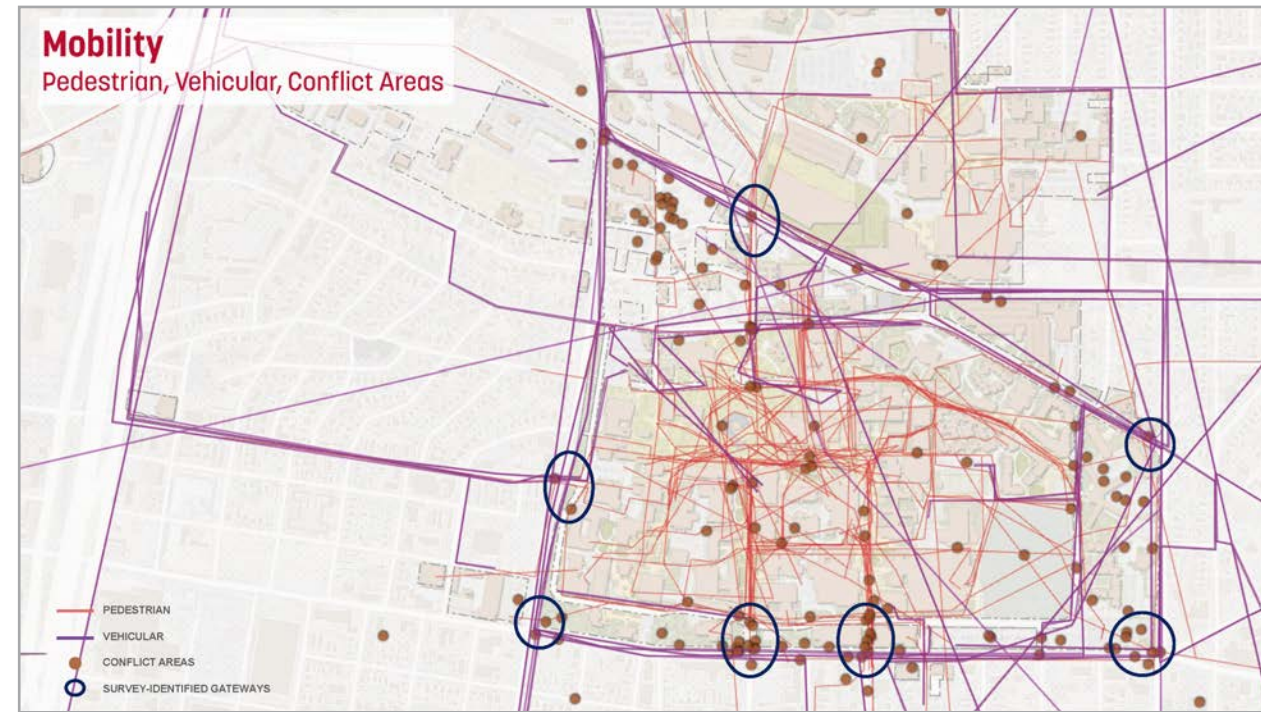 Mobility
Pedestrian, Vehicular, Conflict Areas
PEDESTRIAN
VEHICULAR
CONFLICT AREAS
SURVEY-IDENTIFIED GATEWAYS